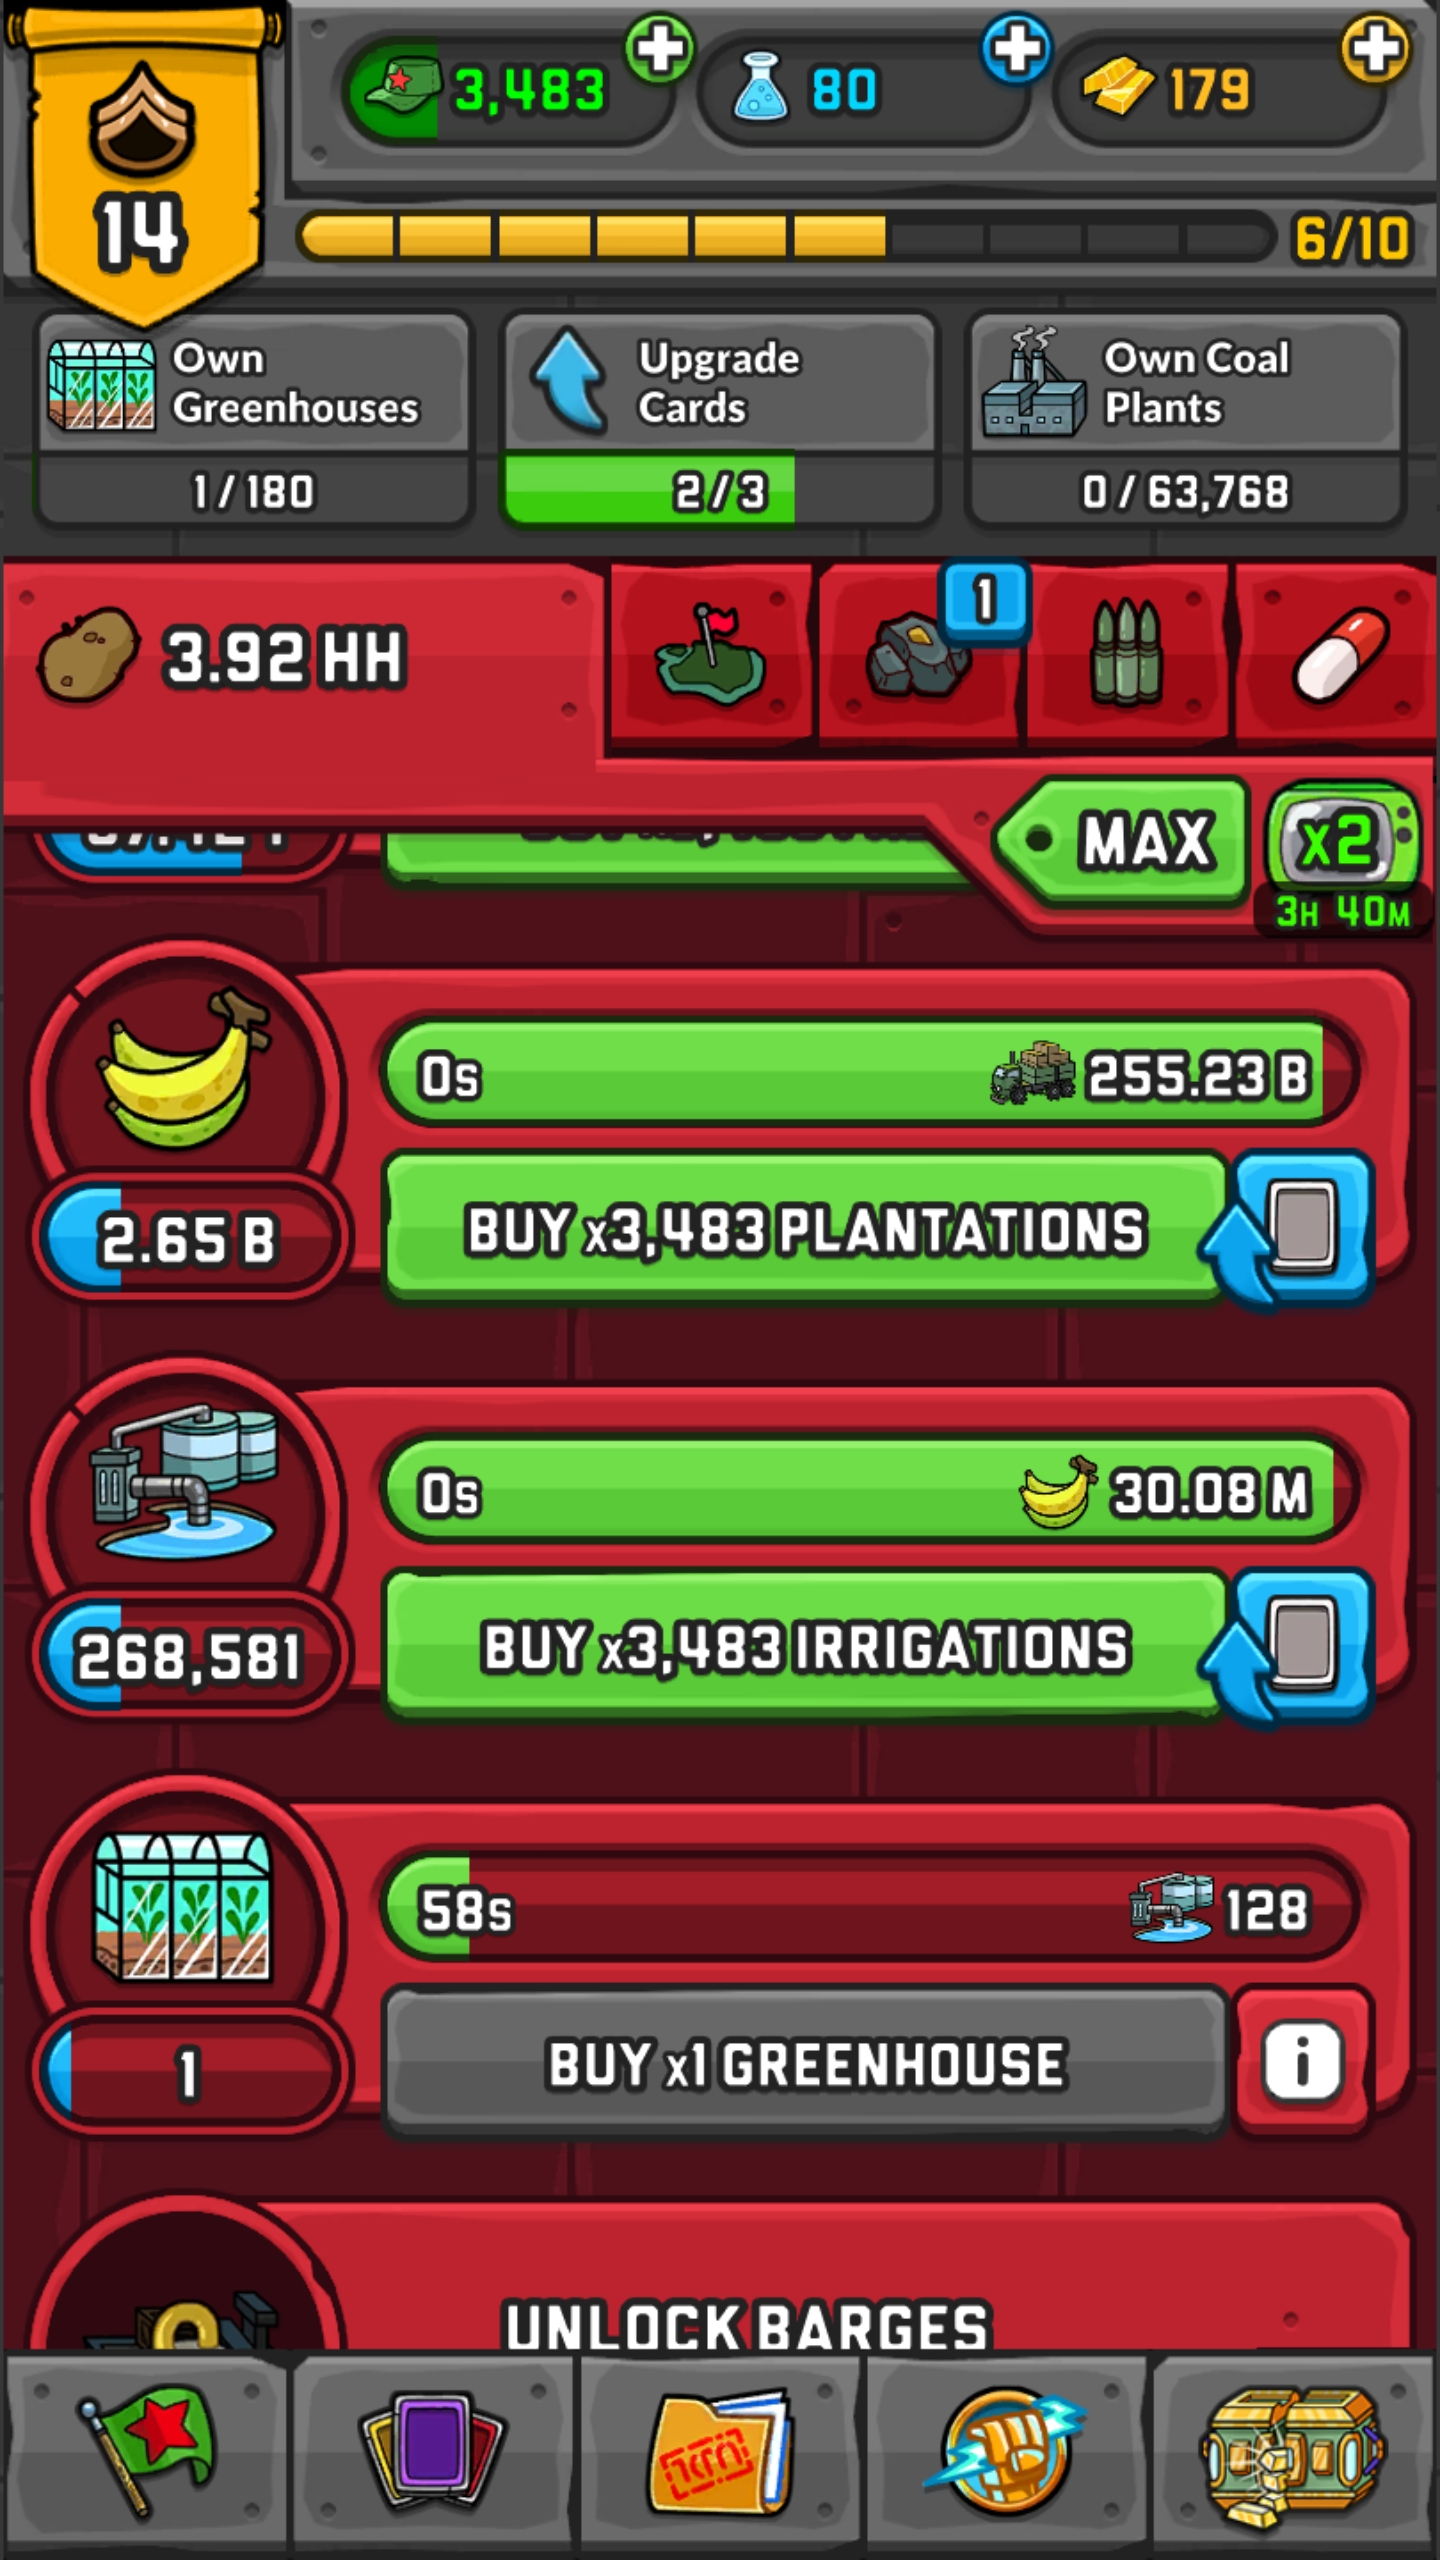 3,483
80
179
14
6/10
Own
Greenhouses
1/180
Upgrade
Cards
2/3
Own Coal
Plants
0/63,768
3.92 HH
1
MAX
x2
3H 40M
0s
255.23 B
2.65 B
BUY x3,483 PLANTATIONS
0s
30.08 M
268,581
BUY x3,483 IRRIGATIONS
58s
128
1
BUY x1 GREENHOUSE
i
UNLOCK BARGES